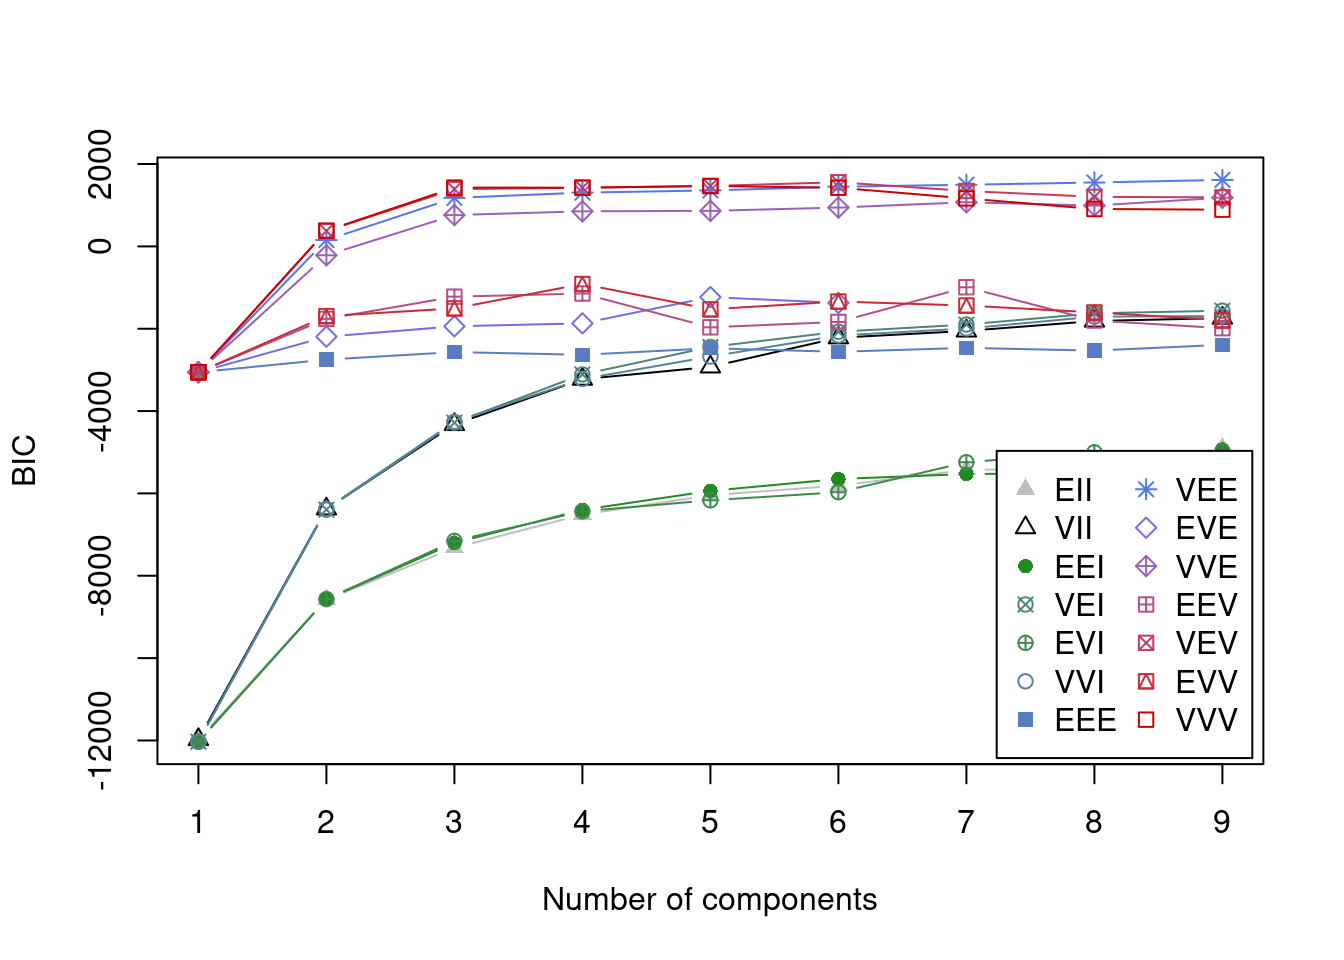 2000
0
-4000
-8000
-12000
BIC
EII VEE
VII EVE
EEI VVE
VEI EEV
EVI VEV
VVI EVV
EEE VVV
1 2 3 4 5 6 7 8 9
Number of components